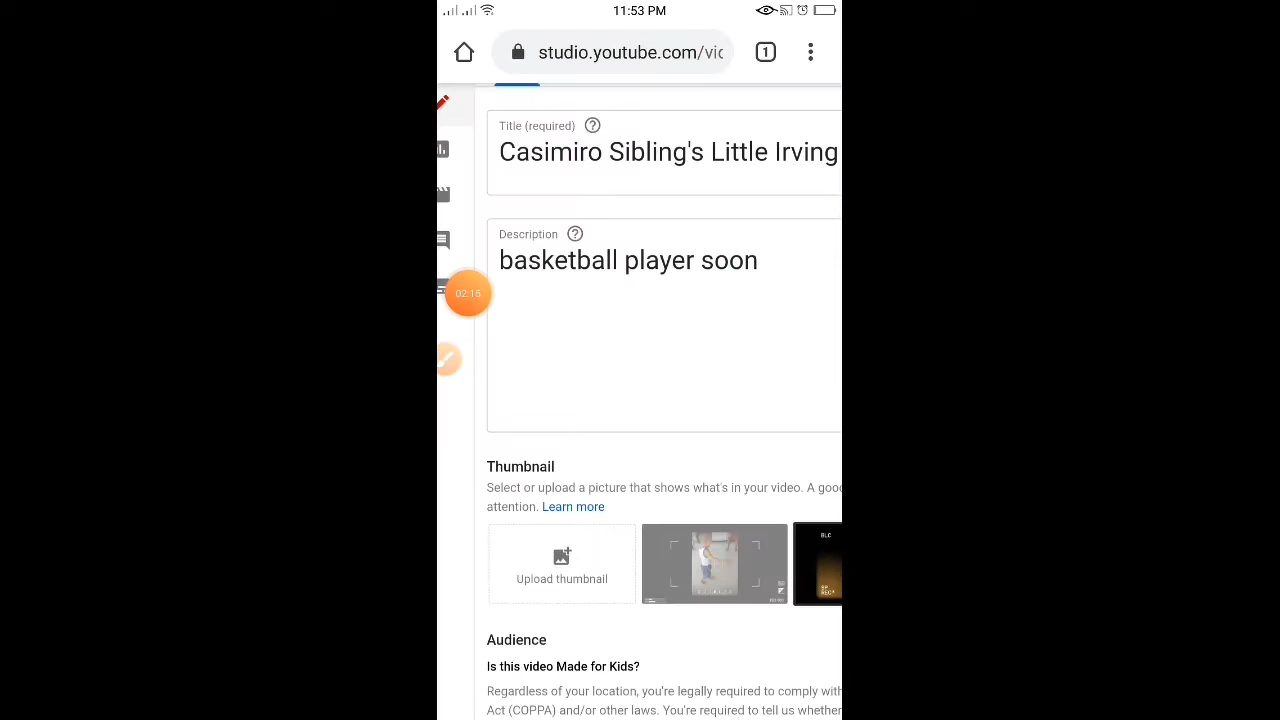 11:53 PM
studio.youtube.com/vic
1
Title (required)
Casimiro Sibling's Little Irving
Description
basketball player soon
02:15
Thumbnail
Select or upload a picture that shows what's in your video. A good
attention. Learn more
Upload thumbnail
BLC
REC
Audience
Is this video Made for Kids?
Regardless of your location, you're legally required to comply with
Act (COPPA) and/or other laws. You're required to tell us whether